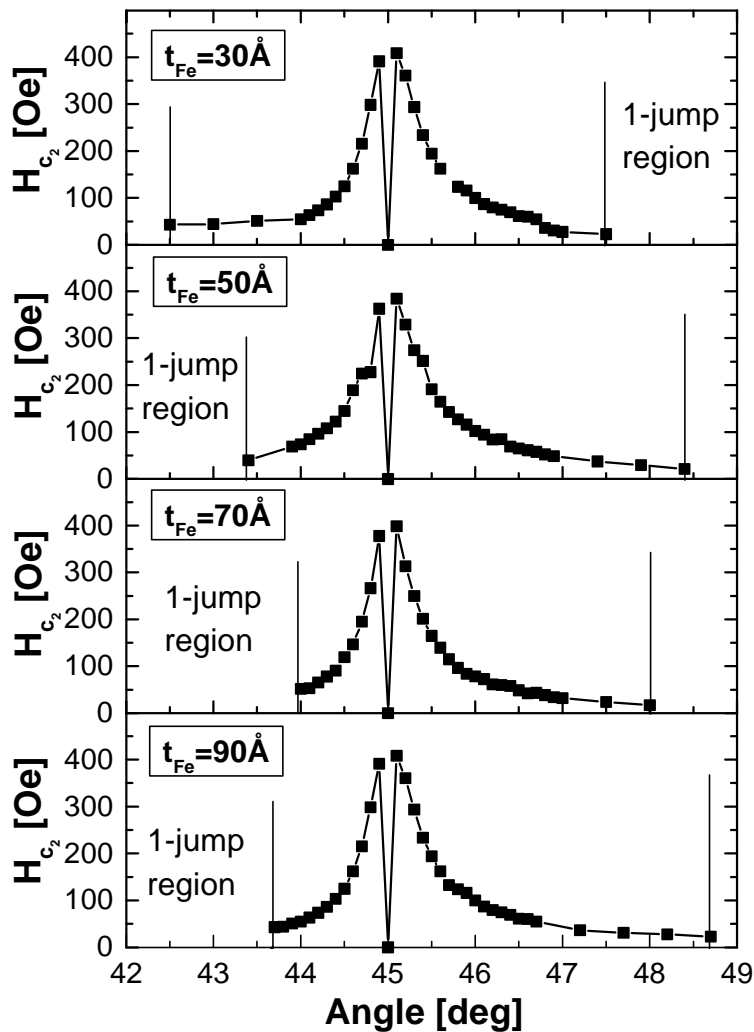 t_Fe=30Å
H_c₂ [Oe]
400
300
200
100
0
1-jump
region
t_Fe=50Å
H_c₂ [Oe]
400
300
200
100
0
1-jump
region
t_Fe=70Å
H_c₂ [Oe]
400
300
200
100
0
1-jump
region
t_Fe=90Å
H_c₂ [Oe]
400
300
200
100
0
1-jump
region
42 43 44 45 46 47 48 49
Angle [deg]